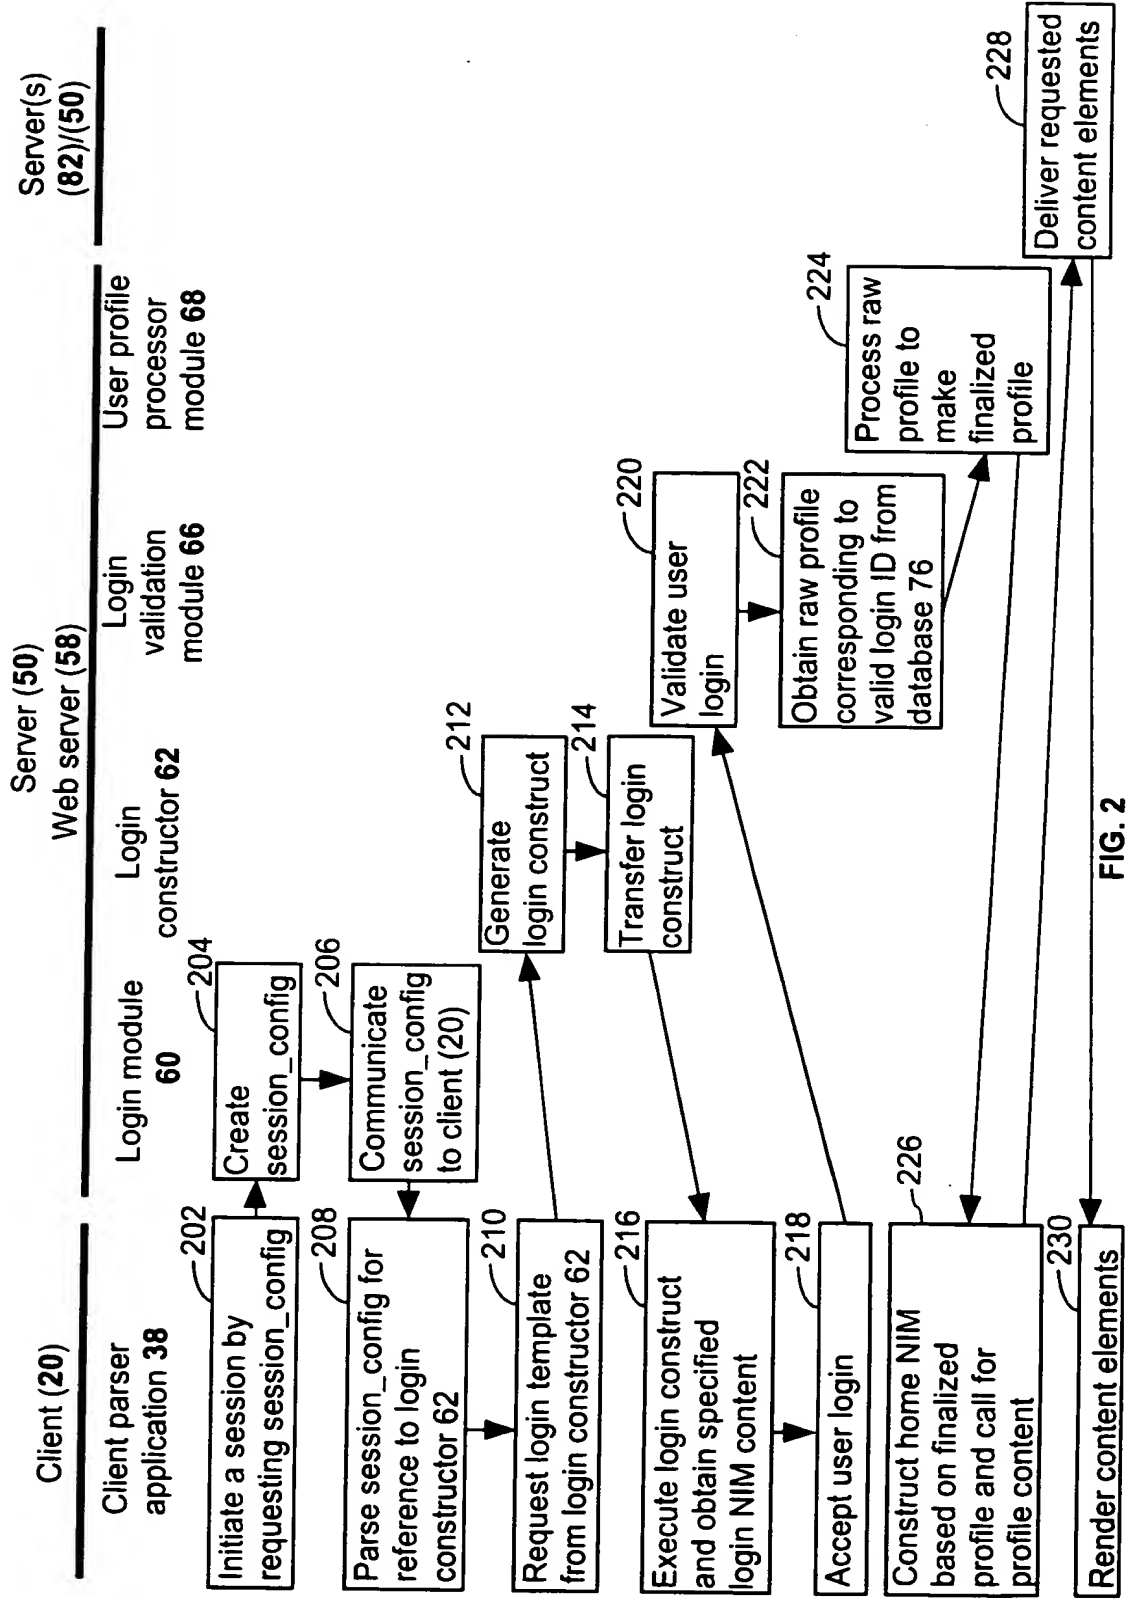 Client (20)
Server (50)
Web server (58)
Server(s)
(82)/(50)
Client parser
application 38
Login module
60
Login
constructor 62
Login
validation
module 66
User profile
processor
module 68
202
Initiate a session by
requesting session_config
204
Create
session_config
206
Communicate
session_config
to client (20)
208
Parse session_config for
reference to login
constructor 62
210
Request login template
from login constructor 62
212
Generate
login construct
214
Transfer login
construct
216
Execute login construct
and obtain specified
login NIM content
218
Accept user login
220
Validate user
login
222
Obtain raw profile
corresponding to
valid login ID from
database 76
224
Process raw
profile to
make
finalized
profile
226
Construct home NIM
based on finalized
profile and call for
profile content
228
Deliver requested
content elements
230
Render content elements
FIG. 2